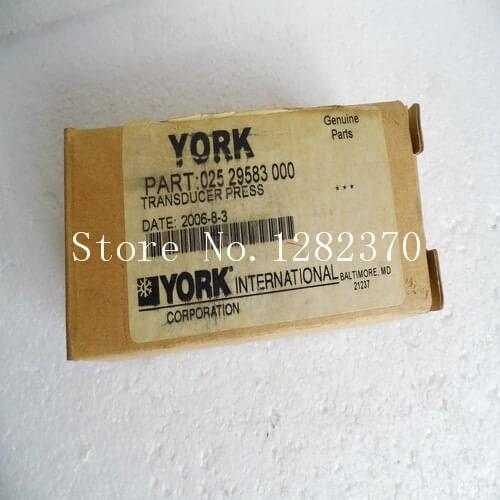 YORK
Genuine
Parts
PART:025 29583 000
TRANSDUCER PRESS
***
DATE: 2006-8-3
Store No. 1282370
YORK INTERNATIONAL
CORPORATION
BALTIMORE, MD
21237